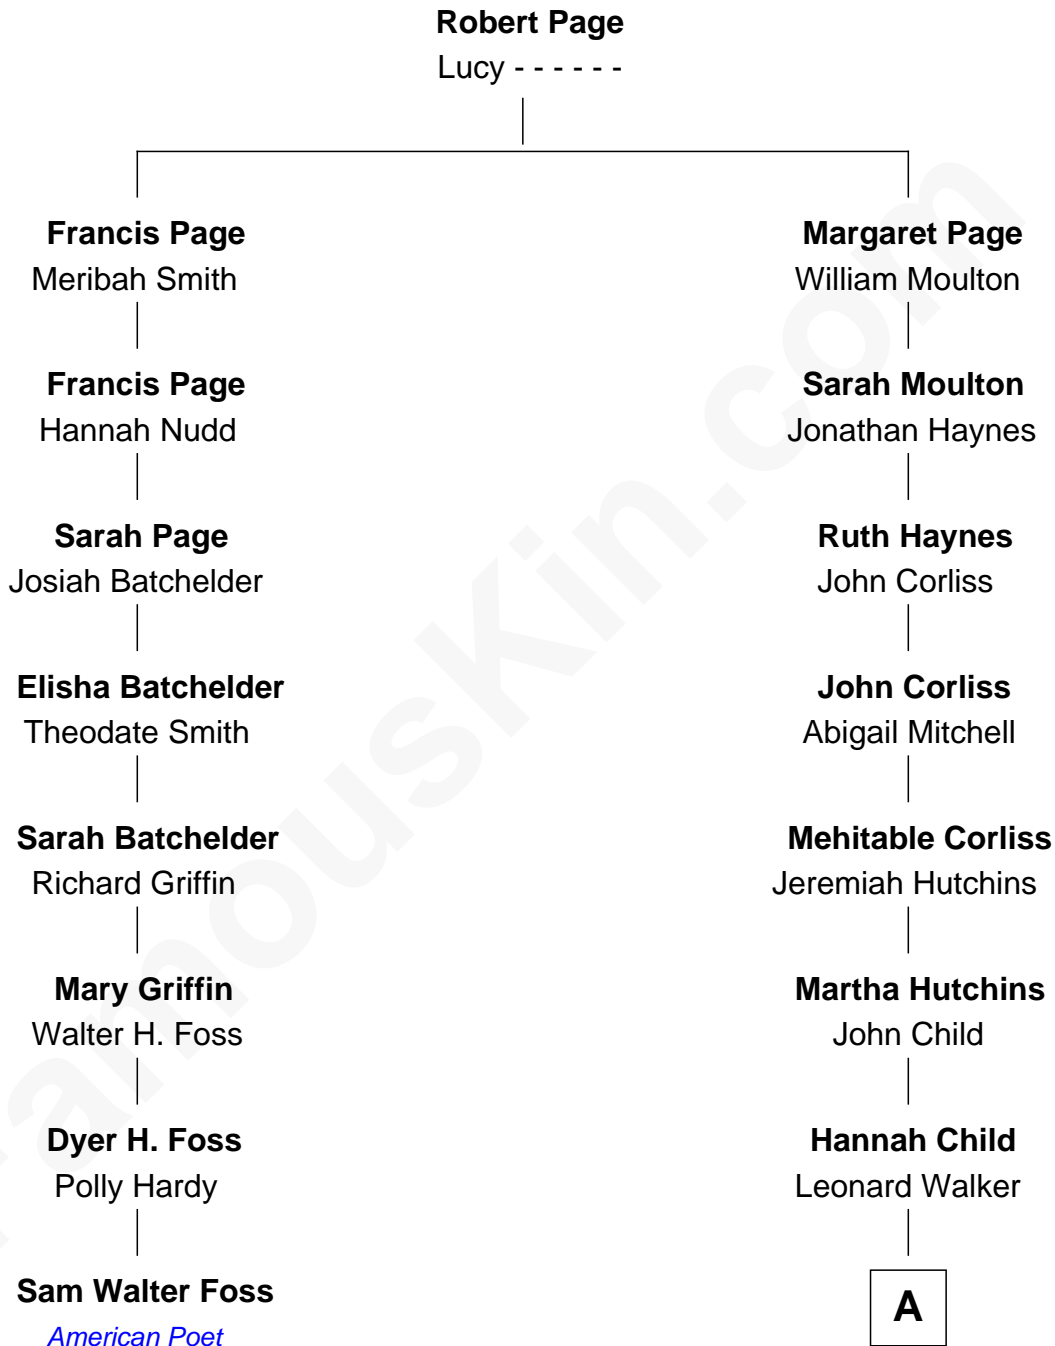 Robert Page
Lucy - - - - - -
Francis Page
Meribah Smith
Margaret Page
William Moulton
Francis Page
Hannah Nudd
Sarah Moulton
Jonathan Haynes
Sarah Page
Josiah Batchelder
Ruth Haynes
John Corliss
Elisha Batchelder
Theodate Smith
John Corliss
Abigail Mitchell
Sarah Batchelder
Richard Griffin
Mehitable Corliss
Jeremiah Hutchins
Mary Griffin
Walter H. Foss
Martha Hutchins
John Child
Dyer H. Foss
Polly Hardy
Hannah Child
Leonard Walker
Sam Walter Foss
American Poet
A
FamousKin.com